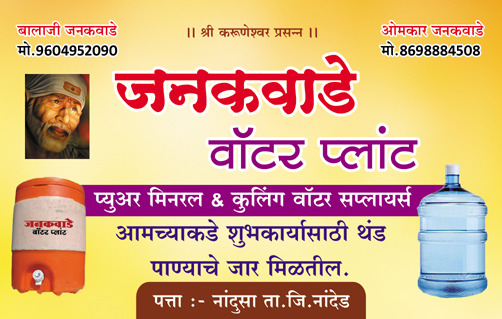 बालाजी जनकवाडे
मो.9604952090
।। श्री करूणेश्वर प्रसन्न ।।
ओमकार जनकवाडे
मो.8698884508
जनकवाडे
वॉटर प्लांट
प्युअर मिनरल & कुलिंग वॉटर सप्लायर्स
जनकवाडे
वॉटर प्लांट
आमच्याकडे शुभकार्यासाठी थंड
पाण्याचे जार मिळतील.
पत्ता :- नांदुसा ता.जि.नांदेड